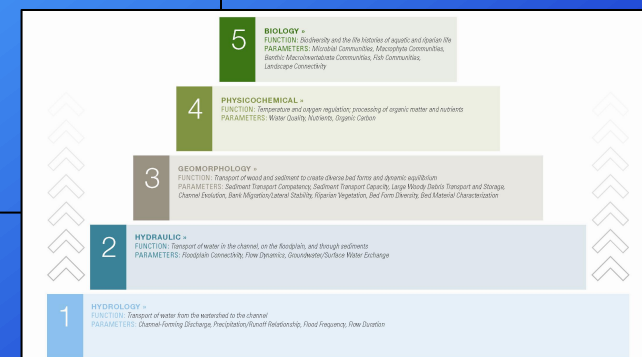 5
BIOLOGY »
FUNCTION: Biodiversity and the life histories of aquatic and riparian life
PARAMETERS: Microbial Communities, Macrophyte Communities,
Benthic Macroinvertebrate Communities, Fish Communities,
Landscape Connectivity
4
PHYSICOCHEMICAL »
FUNCTION: Temperature and oxygen regulation; processing of organic matter and nutrients
PARAMETERS: Water Quality, Nutrients, Organic Carbon
3
GEOMORPHOLOGY »
FUNCTION: Transport of wood and sediment to create diverse bed forms and dynamic equilibrium
PARAMETERS: Sediment Transport Competency, Sediment Transport Capacity, Large Woody Debris Transport and Storage,
Channel Evolution, Bank Migration/Lateral Stability, Riparian Vegetation, Bed Form Diversity, Bed Material Characterization
2
HYDRAULIC »
FUNCTION: Transport of water in the channel, on the floodplain, and through sediments
PARAMETERS: Floodplain Connectivity, Flow Dynamics, Groundwater/Surface Water Exchange
1
HYDROLOGY »
FUNCTION: Transport of water from the watershed to the channel
PARAMETERS: Channel-Forming Discharge, Precipitation/Runoff Relationship, Flood Frequency, Flow Duration